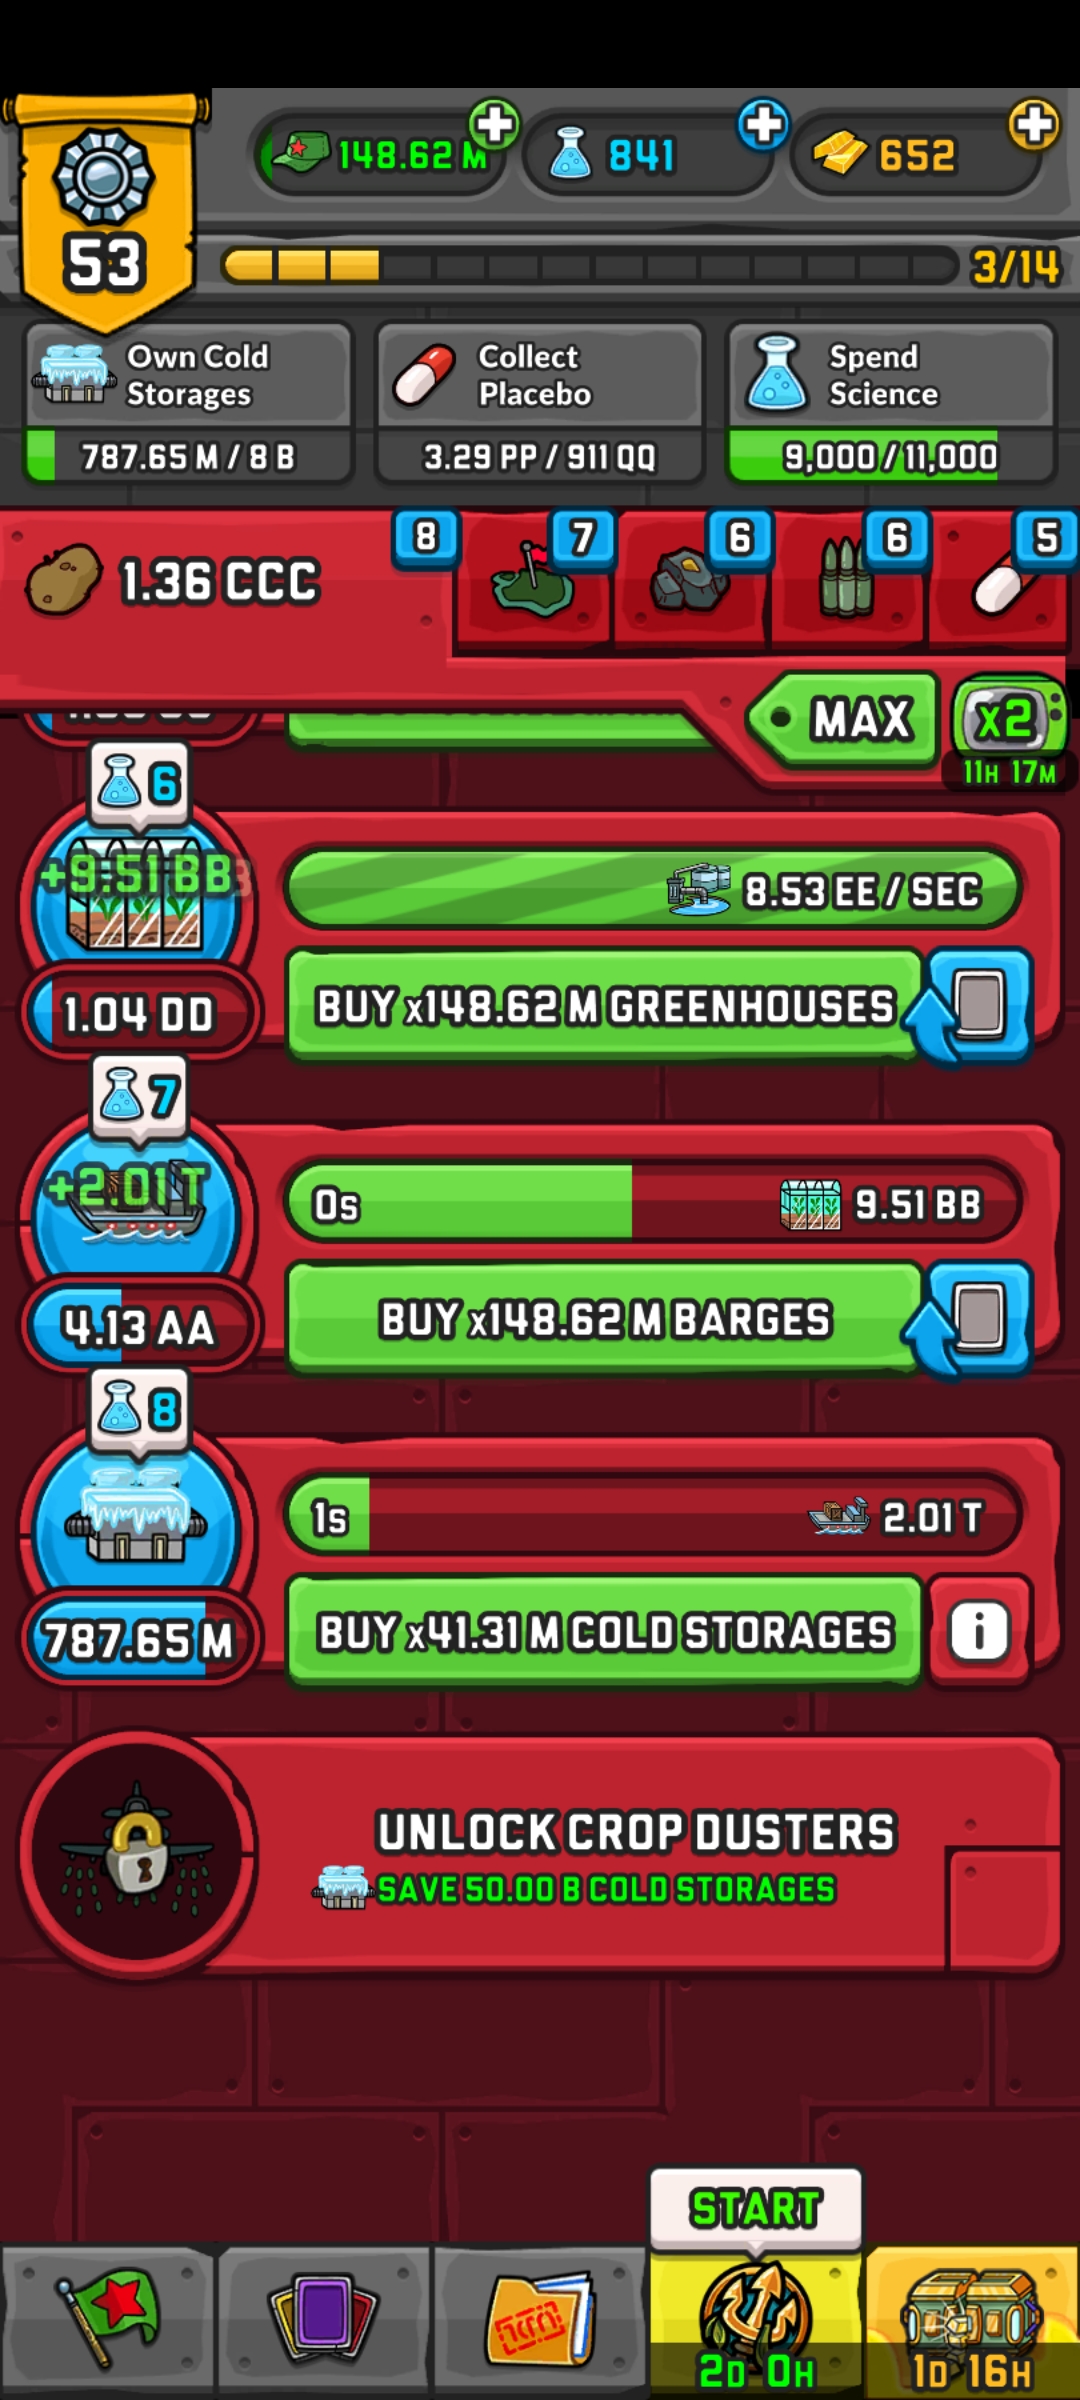 148.62 M
841
652
53
3/14
Own Cold
Storages
787.65 M / 8 B
Collect
Placebo
3.29 PP / 911 QQ
Spend
Science
9,000 / 11,000
1.36 CCC
8
7
6
6
5
MAX
x2
11H 17M
6
+9.51 BB
8.53 EE / SEC
1.04 DD
BUY x148.62 M GREENHOUSES
7
+2.01 T
0s
9.51 BB
4.13 AA
BUY x148.62 M BARGES
8
1s
2.01 T
787.65 M
BUY x41.31 M COLD STORAGES
i
UNLOCK CROP DUSTERS
SAVE 50.00 B COLD STORAGES
START
2D 0H
1D 16H